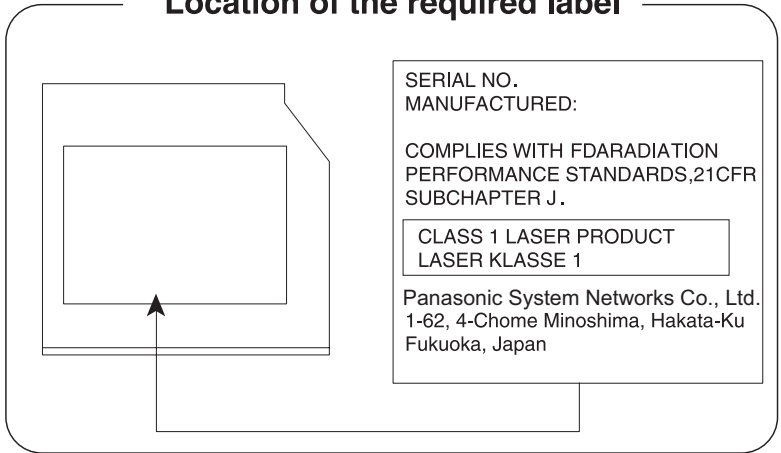 Location of the required label
SERIAL NO.
MANUFACTURED:
COMPLIES WITH FDARADIATION
PERFORMANCE STANDARDS,21CFR
SUBCHAPTER J.
CLASS 1 LASER PRODUCT
LASER KLASSE 1
Panasonic System Networks Co., Ltd.
1-62, 4-Chome Minoshima, Hakata-Ku
Fukuoka, Japan